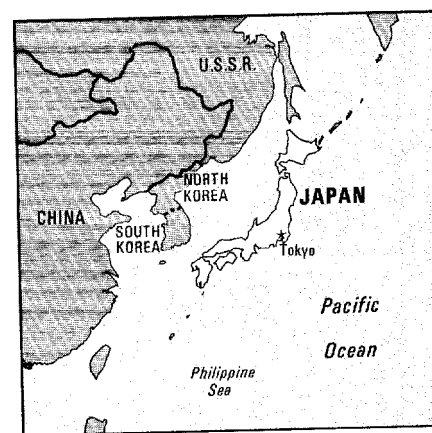 U.S.S.R.
NORTH
KOREA
JAPAN
CHINA
SOUTH
KOREA
Tokyo
Pacific
Ocean
Philippine
Sea